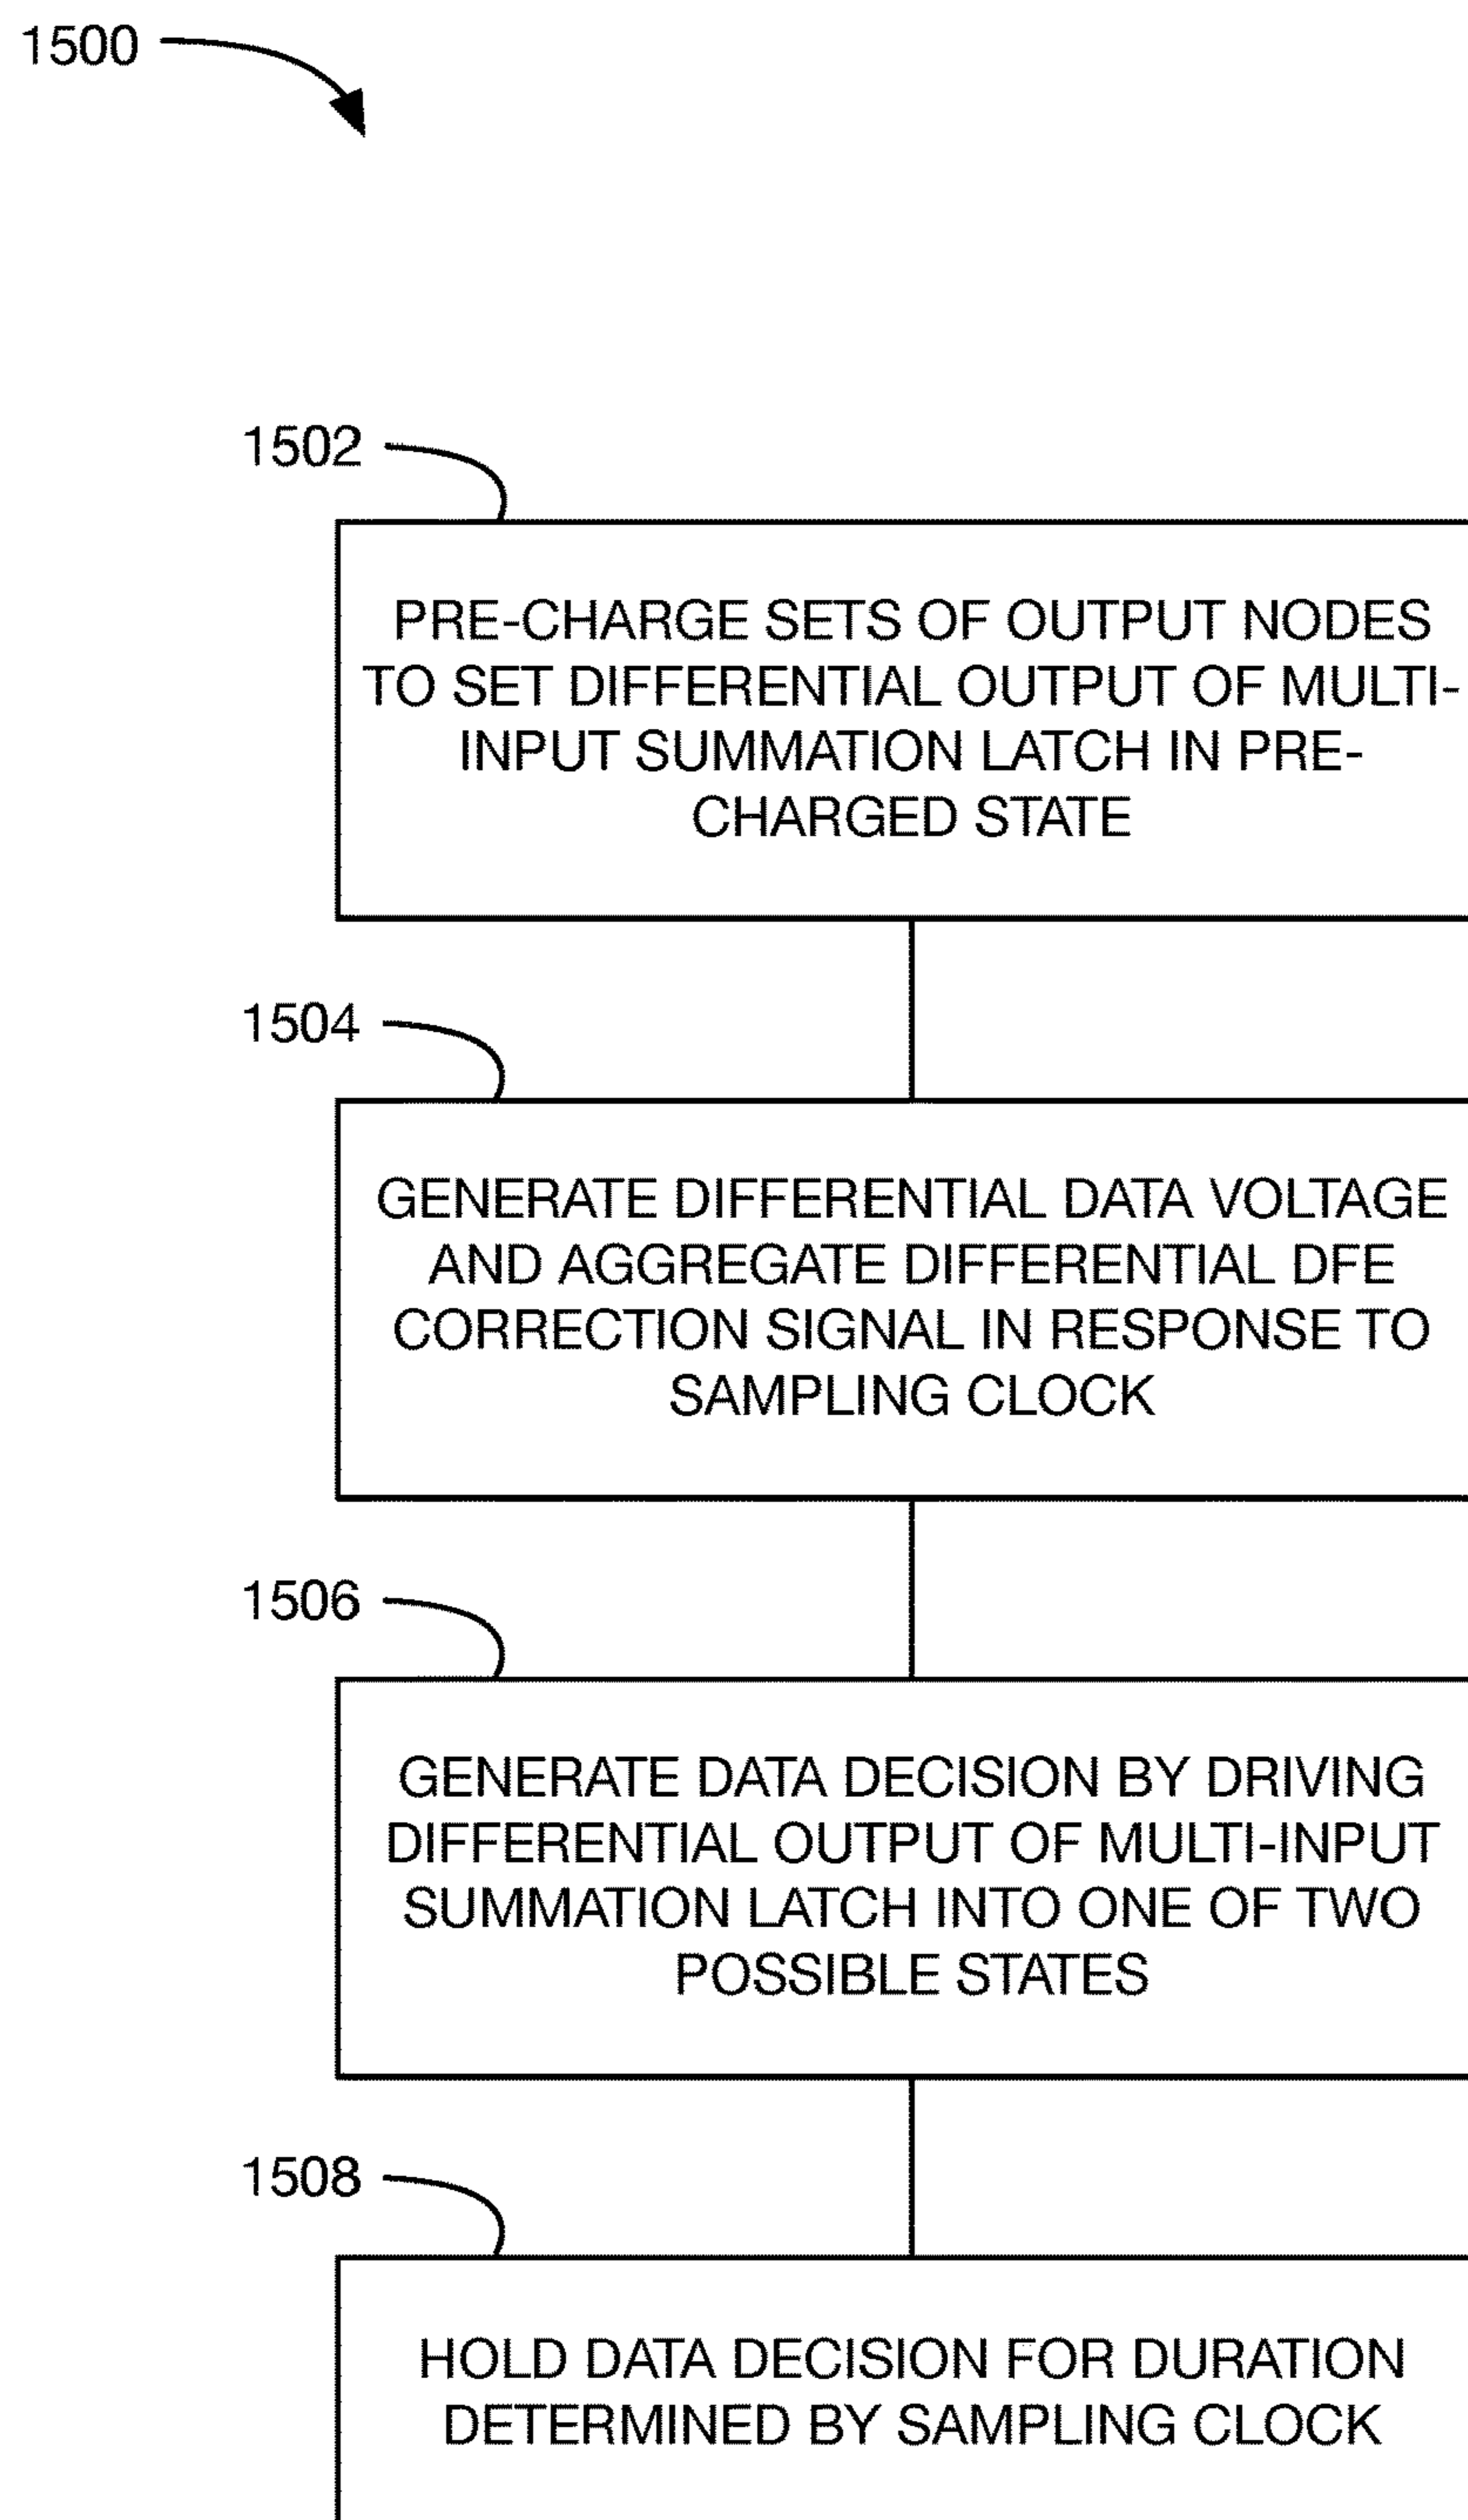 1500
1502
PRE-CHARGE SETS OF OUTPUT NODES
TO SET DIFFERENTIAL OUTPUT OF MULTI-
INPUT SUMMATION LATCH IN PRE-
CHARGED STATE
1504
GENERATE DIFFERENTIAL DATA VOLTAGE
AND AGGREGATE DIFFERENTIAL DFE
CORRECTION SIGNAL IN RESPONSE TO
SAMPLING CLOCK
1506
GENERATE DATA DECISION BY DRIVING
DIFFERENTIAL OUTPUT OF MULTI-INPUT
SUMMATION LATCH INTO ONE OF TWO
POSSIBLE STATES
1508
HOLD DATA DECISION FOR DURATION
DETERMINED BY SAMPLING CLOCK